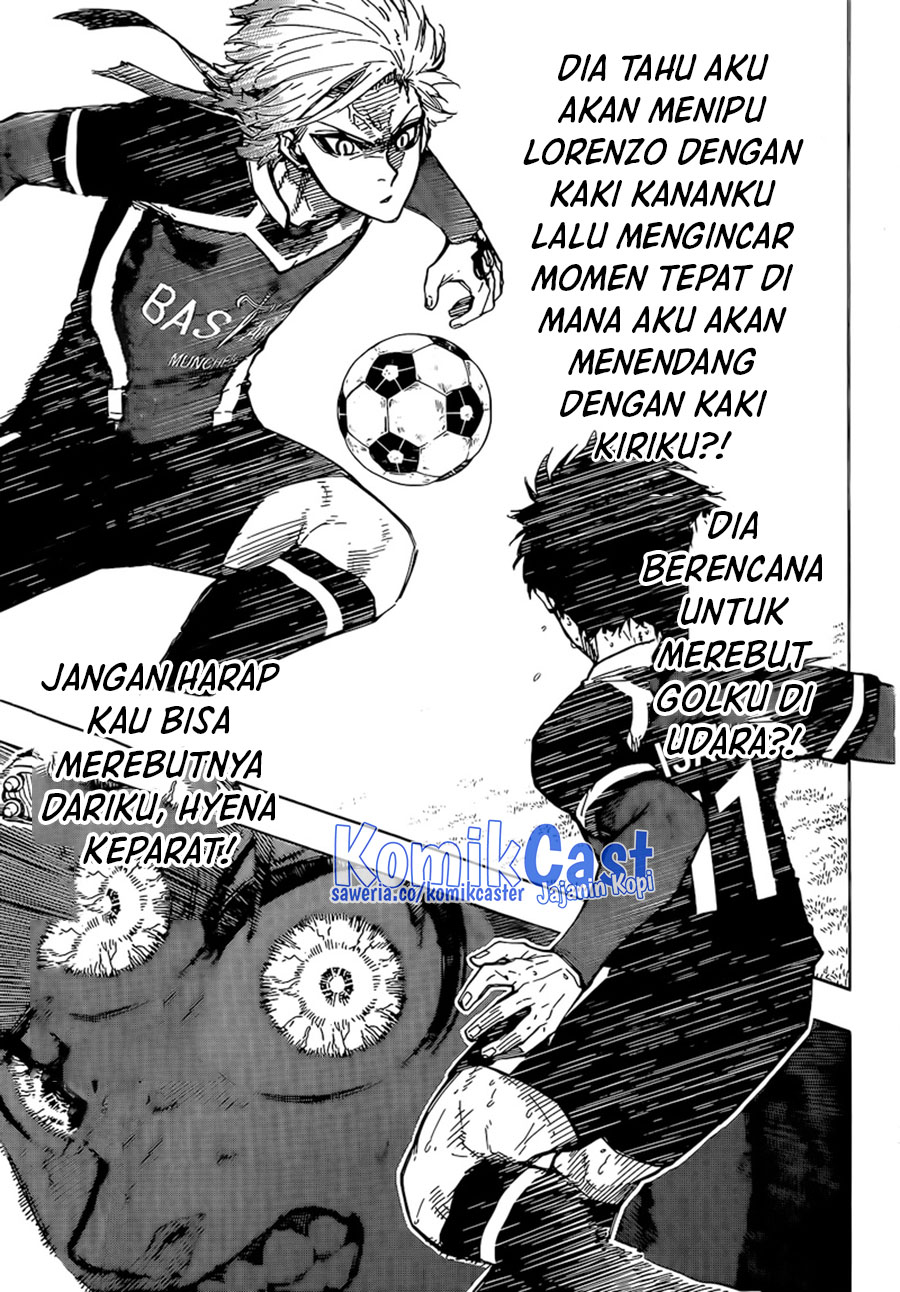 DIA TAHU AKU
AKAN MENIPU
LORENZO DENGAN
KAKI KANANKU
LALU MENGINCAR
MOMEN TEPAT DI
MANA AKU AKAN
MENENDANG
DENGAN KAKI
KIRIKU?!
DIA
BERENCANA
UNTUK
MEREBUT
GOLKU DI
UDARA?!
JANGAN HARAP
KAU BISA
MEREBUTNYA
DARIKU, HYENA
KEPARAT!
BAS
MUNCHEN
11
KomikCast
saweria.co/komikcaster Jajanin Kopi